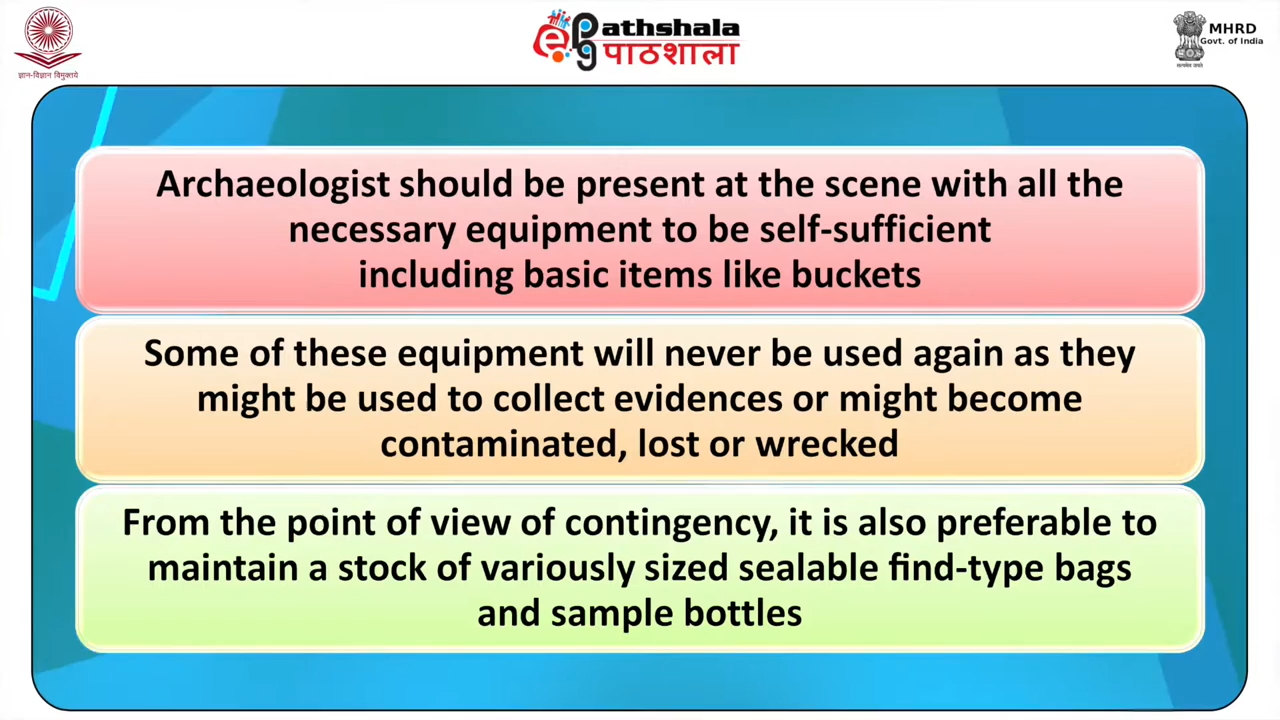 ज्ञान-विज्ञान विमुक्तये
ePG Pathshala
पाठशाला
MHRD
Govt. of India
सत्यमेव जयते
Archaeologist should be present at the scene with all the
necessary equipment to be self-sufficient
including basic items like buckets
Some of these equipment will never be used again as they
might be used to collect evidences or might become
contaminated, lost or wrecked
From the point of view of contingency, it is also preferable to
maintain a stock of variously sized sealable find-type bags
and sample bottles